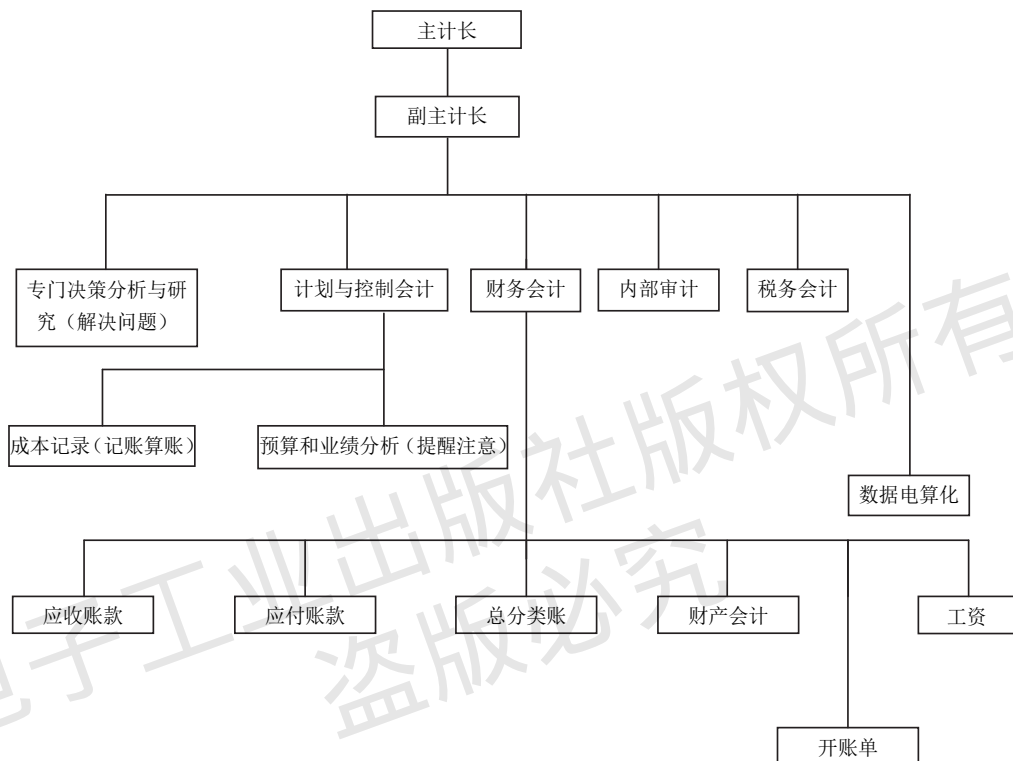 主计长
副主计长
专门决策分析与研
究（解决问题）
计划与控制会计
财务会计
内部审计
税务会计
成本记录（记账算账）
预算和业绩分析（提醒注意）
数据电算化
应收账款
应付账款
总分类账
财产会计
工资
开账单
电子工业出版社版权所有
盗版必究